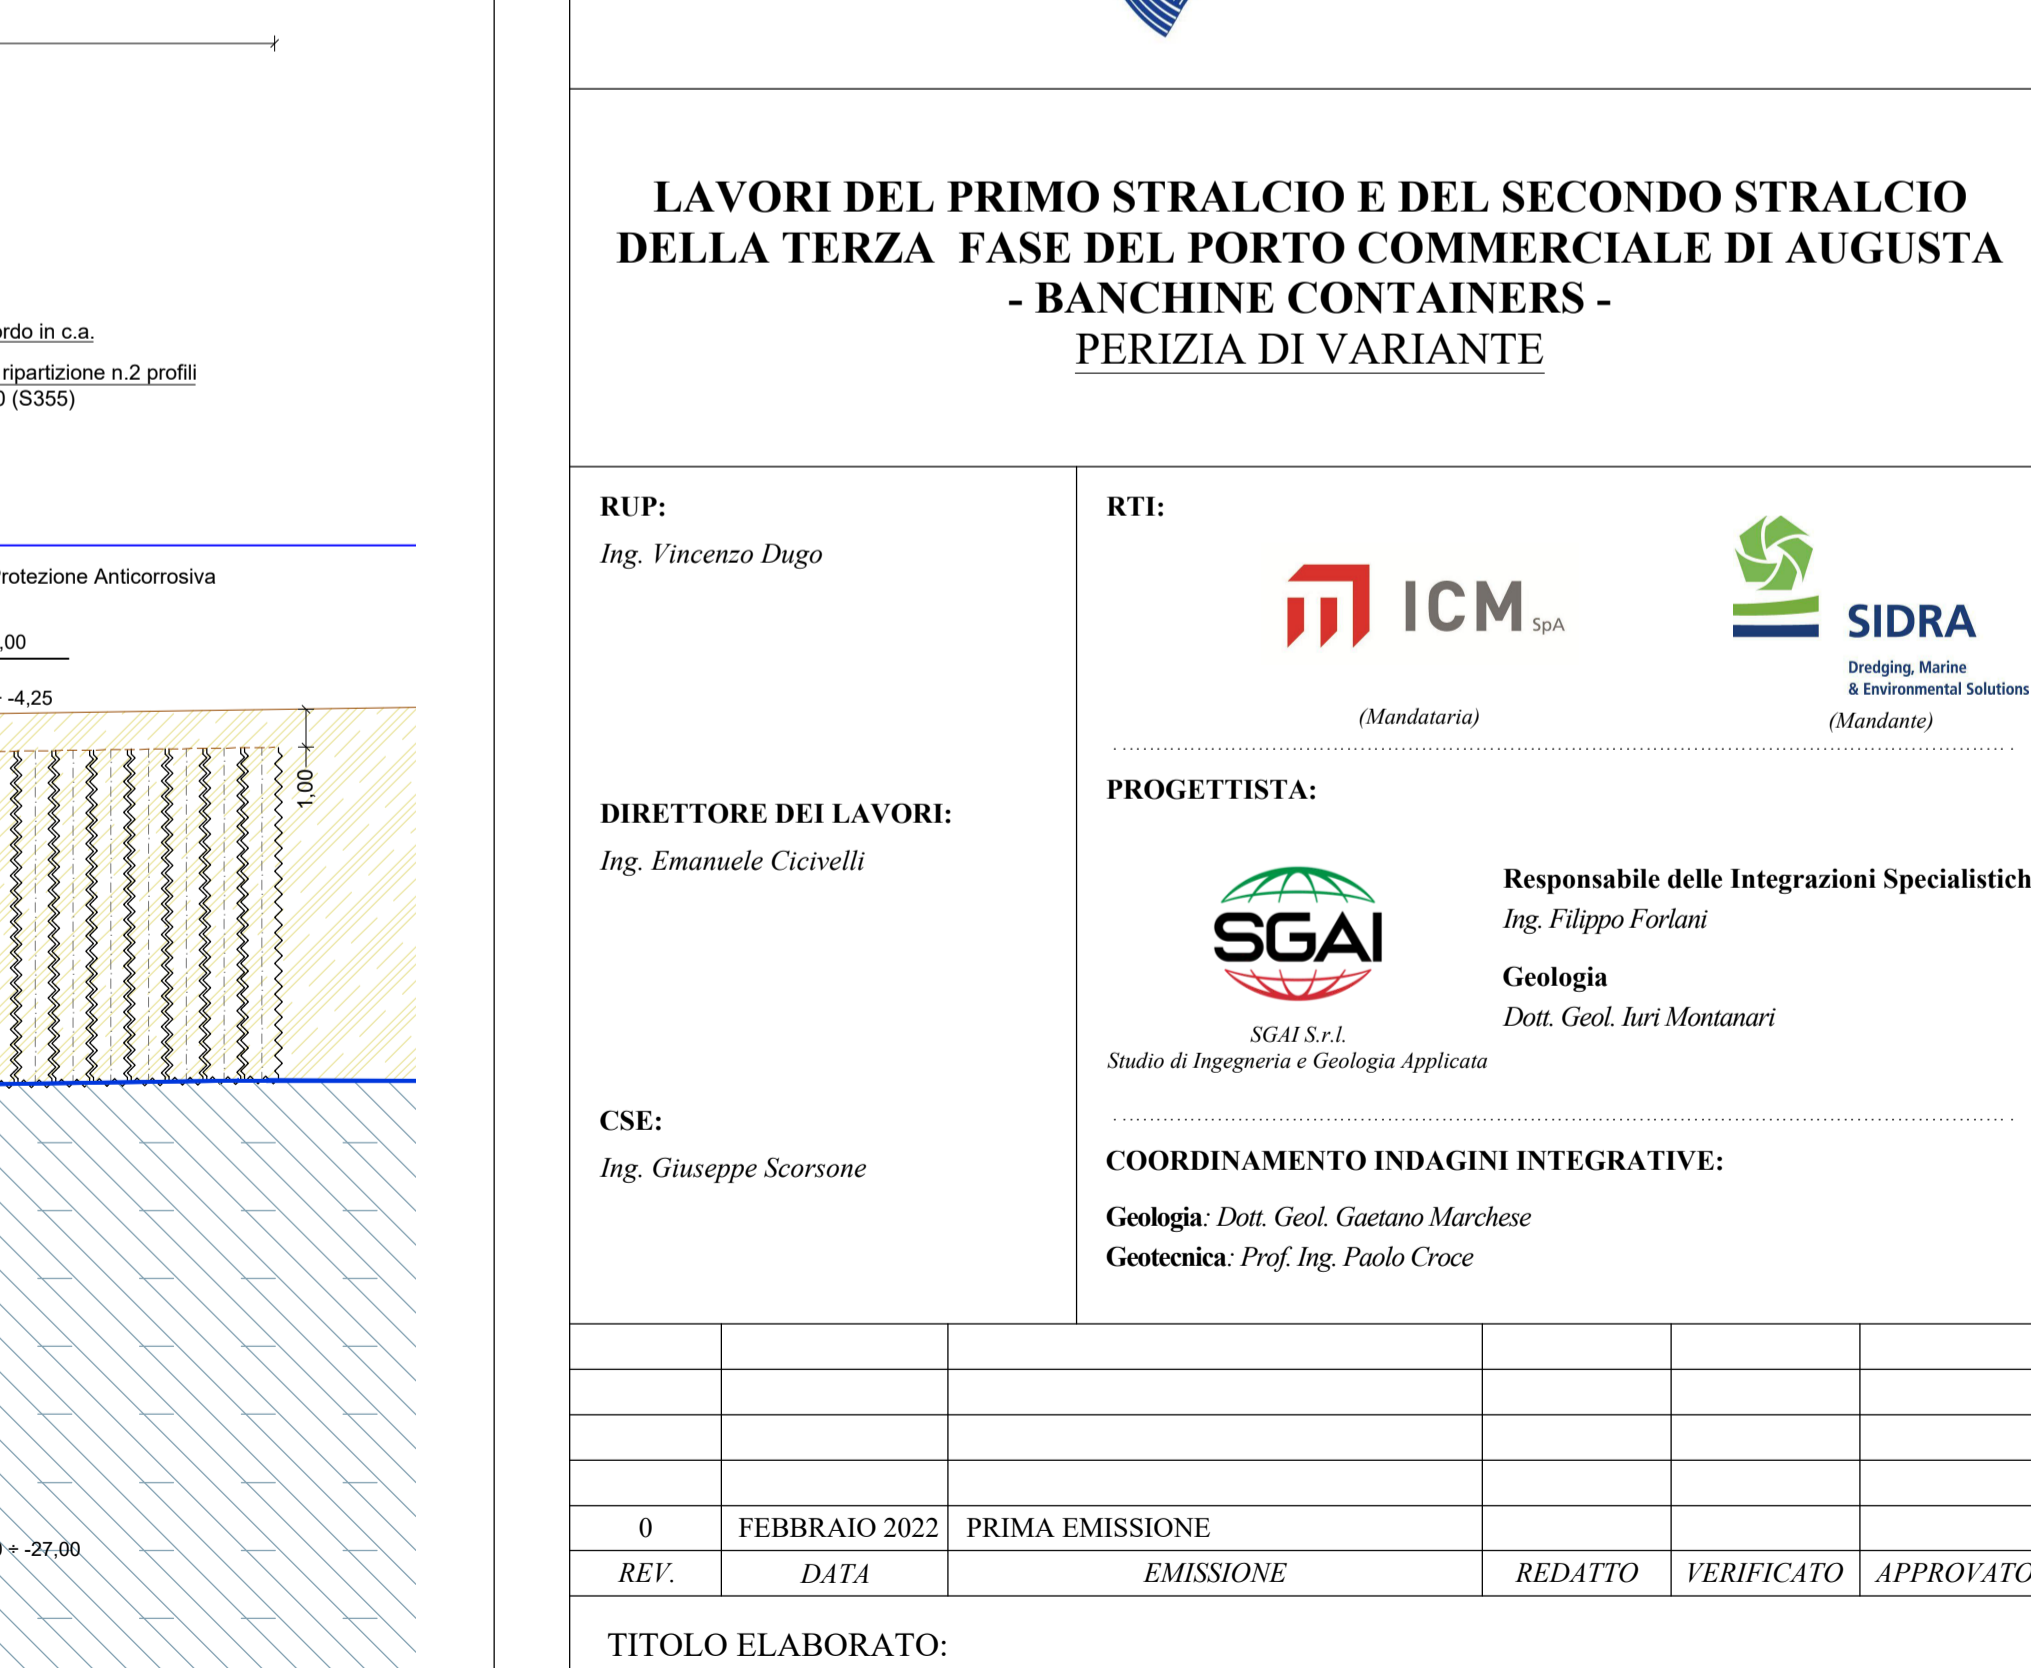 ordo in c.a.
ripartizione n.2 profili
0 (S355)
Protezione Anticorrosiva
,00
-4,25
1,00
÷ -27,00
LAVORI DEL PRIMO STRALCIO E DEL SECONDO STRALCIO
DELLA TERZA FASE DEL PORTO COMMERCIALE DI AUGUSTA
- BANCHINE CONTAINERS -
PERIZIA DI VARIANTE
RUP:
Ing. Vincenzo Dugo
DIRETTORE DEI LAVORI:
Ing. Emanuele Cicivelli
CSE:
Ing. Giuseppe Scorsone
RTI:
ICM SpA
(Mandataria)
SIDRA
Dredging, Marine
& Environmental Solutions
(Mandante)
PROGETTISTA:
SGAI
SGAI S.r.l.
Studio di Ingegneria e Geologia Applicata
Responsabile delle Integrazioni Specialistich
Ing. Filippo Forlani
Geologia
Dott. Geol. Iuri Montanari
COORDINAMENTO INDAGINI INTEGRATIVE:
Geologia: Dott. Geol. Gaetano Marchese
Geotecnica: Prof. Ing. Paolo Croce
0 FEBBRAIO 2022 PRIMA EMISSIONE
REV. DATA EMISSIONE REDATTO VERIFICATO APPROVATO
TITOLO ELABORATO: